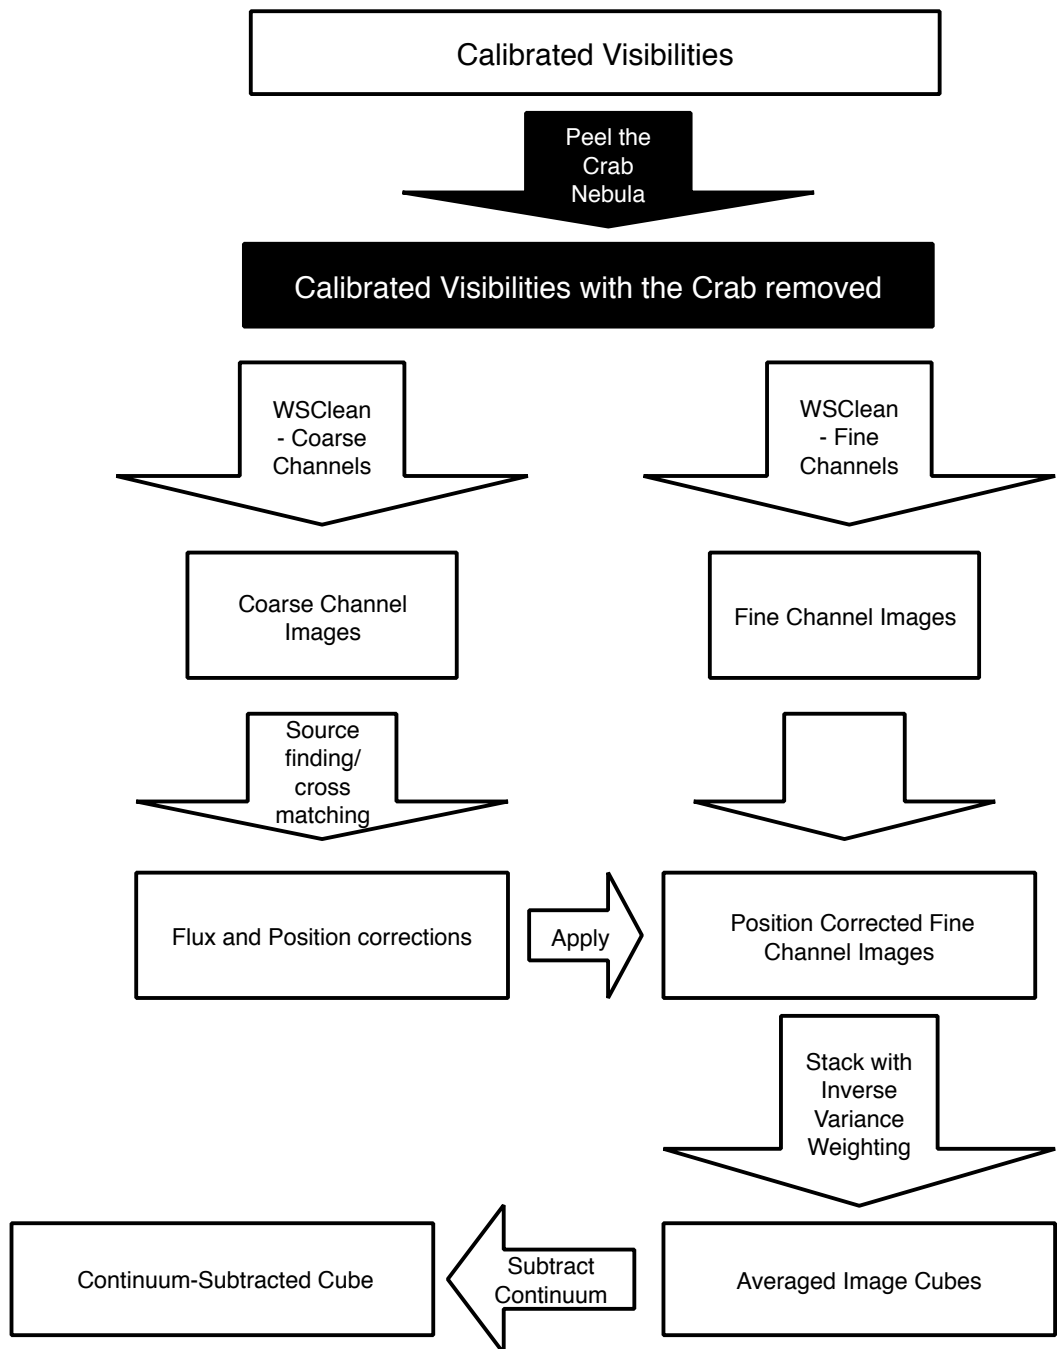 Calibrated Visibilities
Peel the
Crab
Nebula
Calibrated Visibilities with the Crab removed
WSClean
- Coarse
Channels
WSClean
- Fine
Channels
Coarse Channel
Images
Fine Channel Images
Source
finding/
cross
matching
Flux and Position corrections
Apply
Position Corrected Fine
Channel Images
Stack with
Inverse
Variance
Weighting
Continuum-Subtracted Cube
Subtract
Continuum
Averaged Image Cubes